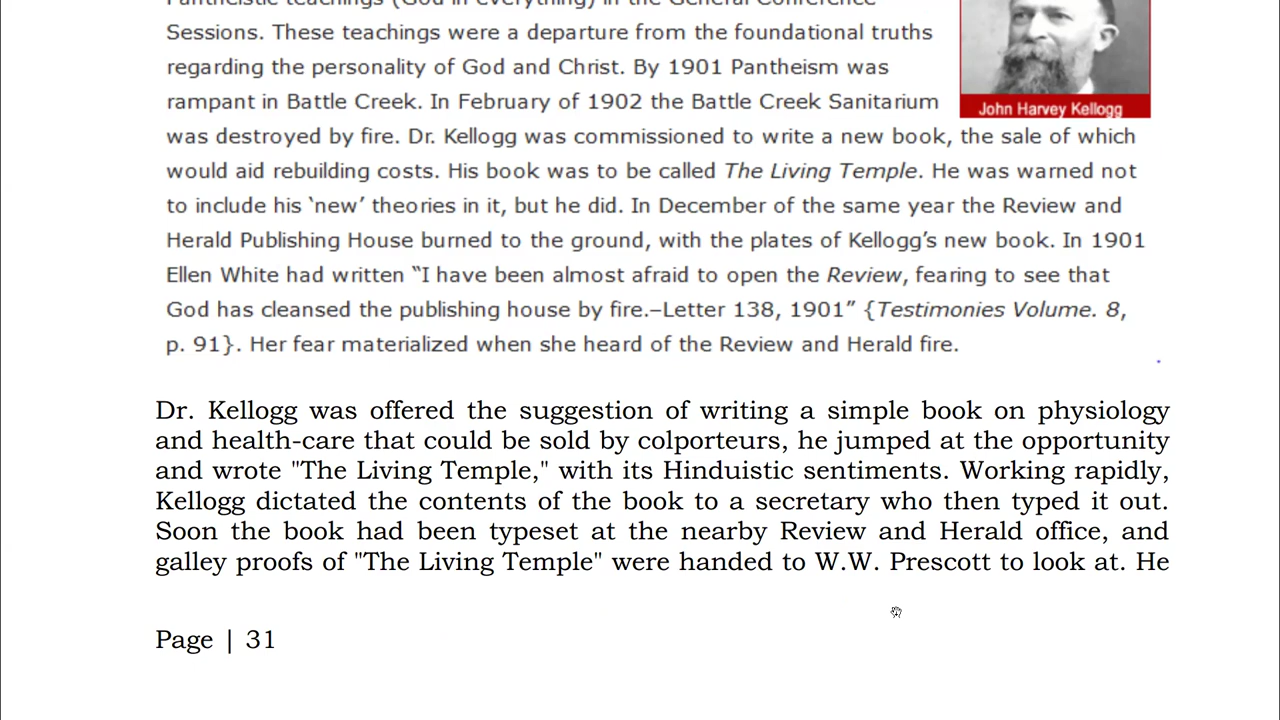 Pantheistic teachings (God in everything) in the General Conference
Sessions. These teachings were a departure from the foundational truths
regarding the personality of God and Christ. By 1901 Pantheism was
rampant in Battle Creek. In February of 1902 the Battle Creek Sanitarium
John Harvey Kellogg
was destroyed by fire. Dr. Kellogg was commissioned to write a new book, the sale of which
would aid rebuilding costs. His book was to be called The Living Temple. He was warned not
to include his ‘new’ theories in it, but he did. In December of the same year the Review and
Herald Publishing House burned to the ground, with the plates of Kellogg’s new book. In 1901
Ellen White had written “I have been almost afraid to open the Review, fearing to see that
God has cleansed the publishing house by fire.–Letter 138, 1901” {Testimonies Volume. 8,
p. 91}. Her fear materialized when she heard of the Review and Herald fire.
Dr. Kellogg was offered the suggestion of writing a simple book on physiology
and health-care that could be sold by colporteurs, he jumped at the opportunity
and wrote "The Living Temple," with its Hinduistic sentiments. Working rapidly,
Kellogg dictated the contents of the book to a secretary who then typed it out.
Soon the book had been typeset at the nearby Review and Herald office, and
galley proofs of "The Living Temple" were handed to W.W. Prescott to look at. He
Page | 31